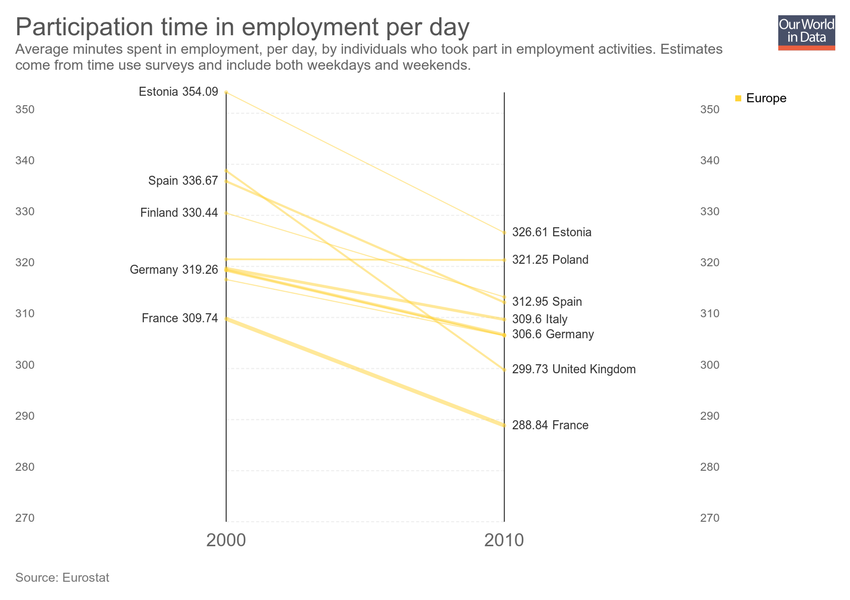 Participation time in employment per day
Our World
in Data
Average minutes spent in employment, per day, by individuals who took part in employment activities. Estimates
come from time use surveys and include both weekdays and weekends.
Estonia 354.09
Europe
350
350
340
340
Spain 336.67
330
Finland 330.44
330
326.61 Estonia
320
Germany 319.26
321.25 Poland
320
312.95 Spain
310
France 309.74
309.6 Italy
310
306.6 Germany
300
299.73 United Kingdom
300
290
288.84 France
290
280
280
270
270
2000
2010
Source: Eurostat